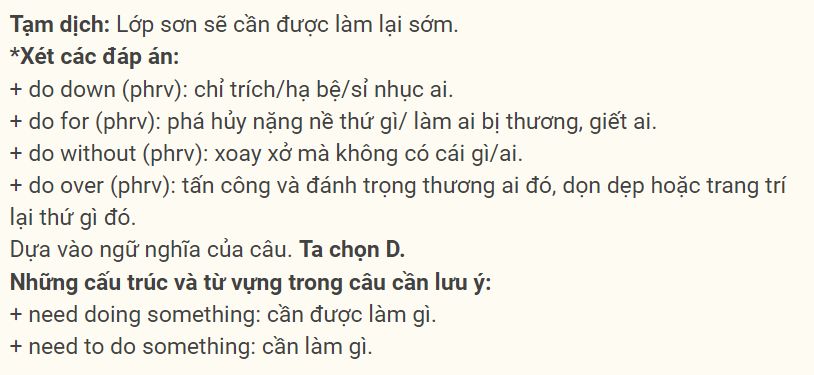 Tạm dịch: Lớp sơn sẽ cần được làm lại sớm.
*Xét các đáp án:
+ do down (phrv): chỉ trích/hạ bệ/sỉ nhục ai.
+ do for (phrv): phá hủy nặng nề thứ gì/ làm ai bị thương, giết ai.
+ do without (phrv): xoay xở mà không có cái gì/ai.
+ do over (phrv): tấn công và đánh trọng thương ai đó, dọn dẹp hoặc trang trí
lại thứ gì đó.
Dựa vào ngữ nghĩa của câu. Ta chọn D.
Những cấu trúc và từ vựng trong câu cần lưu ý:
+ need doing something: cần được làm gì.
+ need to do something: cần làm gì.